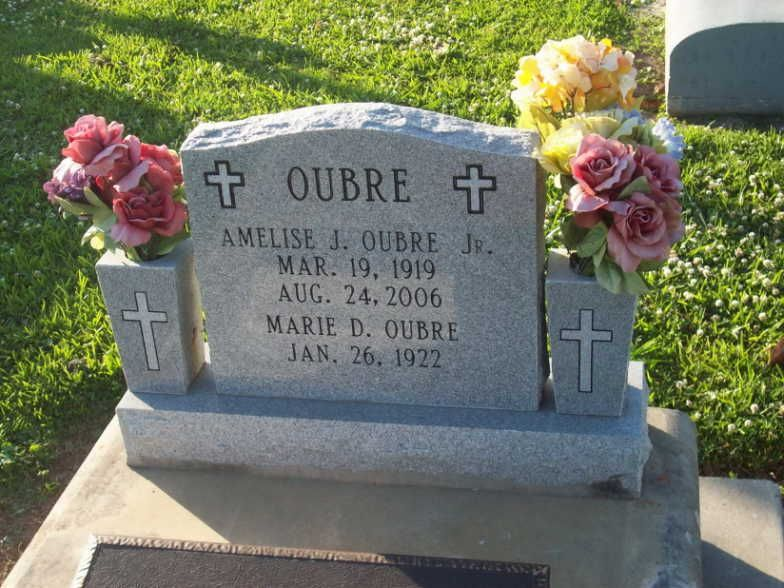 OUBRE
AMELISE J. OUBRE JR.
MAR. 19, 1919
AUG. 24, 2006
MARIE D. OUBRE
JAN. 26, 1922